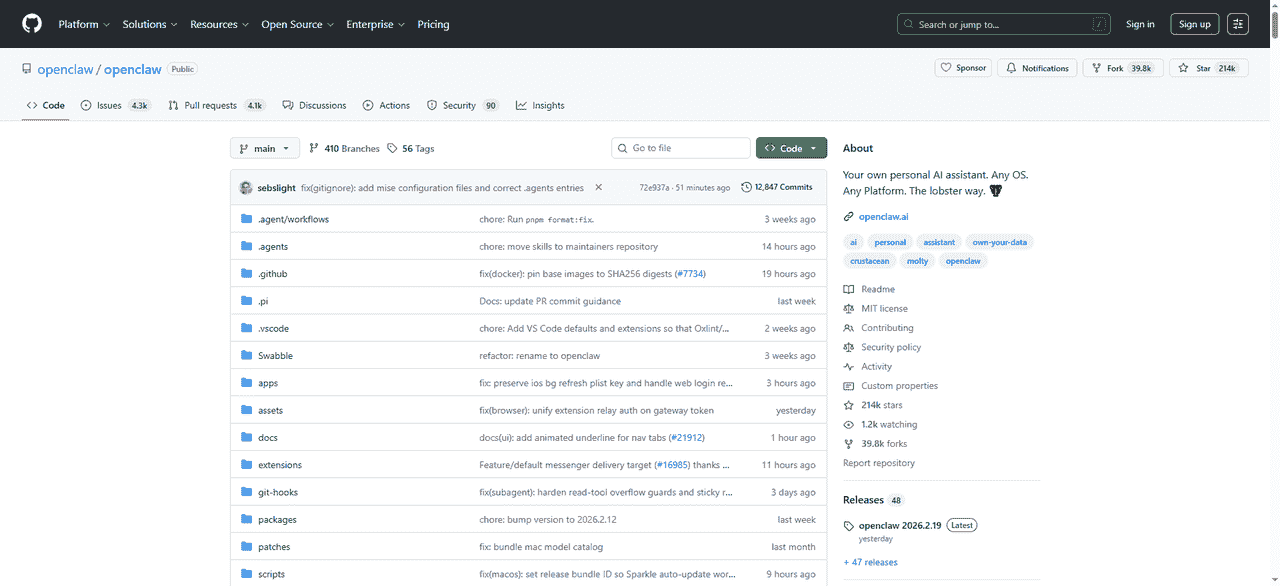 Platform Solutions Resources Open Source Enterprise Pricing Search or jump to... / Sign in Sign up
openclaw / openclaw Public Sponsor Notifications Fork 39.8k Star 214k
Code Issues 4.3k Pull requests 4.1k Discussions Actions Security 90 Insights
main 410 Branches 56 Tags Go to file Code
sebslight fix(gitignore): add mise configuration files and correct .agents entries 72e937a · 51 minutes ago 12,847 Commits
.agent/workflows chore: Run pnpm format:fix. 3 weeks ago
.agents chore: move skills to maintainers repository 14 hours ago
.github fix(docker): pin base images to SHA256 digests (#7734) 19 hours ago
.pi Docs: update PR commit guidance last week
.vscode chore: Add VS Code defaults and extensions so that Oxlint/... 2 weeks ago
Swabble refactor: rename to openclaw 3 weeks ago
apps fix: preserve ios bg refresh plist key and handle web login re... 3 hours ago
assets fix(browser): unify extension relay auth on gateway token yesterday
docs docs(ui): add animated underline for nav tabs (#21912) 1 hour ago
extensions Feature/default messenger delivery target (#16985) thanks ... 11 hours ago
git-hooks fix(subagent): harden read-tool overflow guards and sticky r... 3 days ago
packages chore: bump version to 2026.2.12 last week
patches fix: bundle mac model catalog last month
scripts fix(macos): set release bundle ID so Sparkle auto-update wor... 9 hours ago
About
Your own personal AI assistant. Any OS.
Any Platform. The lobster way.
openclaw.ai
ai personal assistant own-your-data
crustacean molty openclaw
Readme
MIT license
Contributing
Security policy
Activity
Custom properties
214k stars
1.2k watching
39.8k forks
Report repository
Releases 48
openclaw 2026.2.19 Latest
yesterday
+ 47 releases